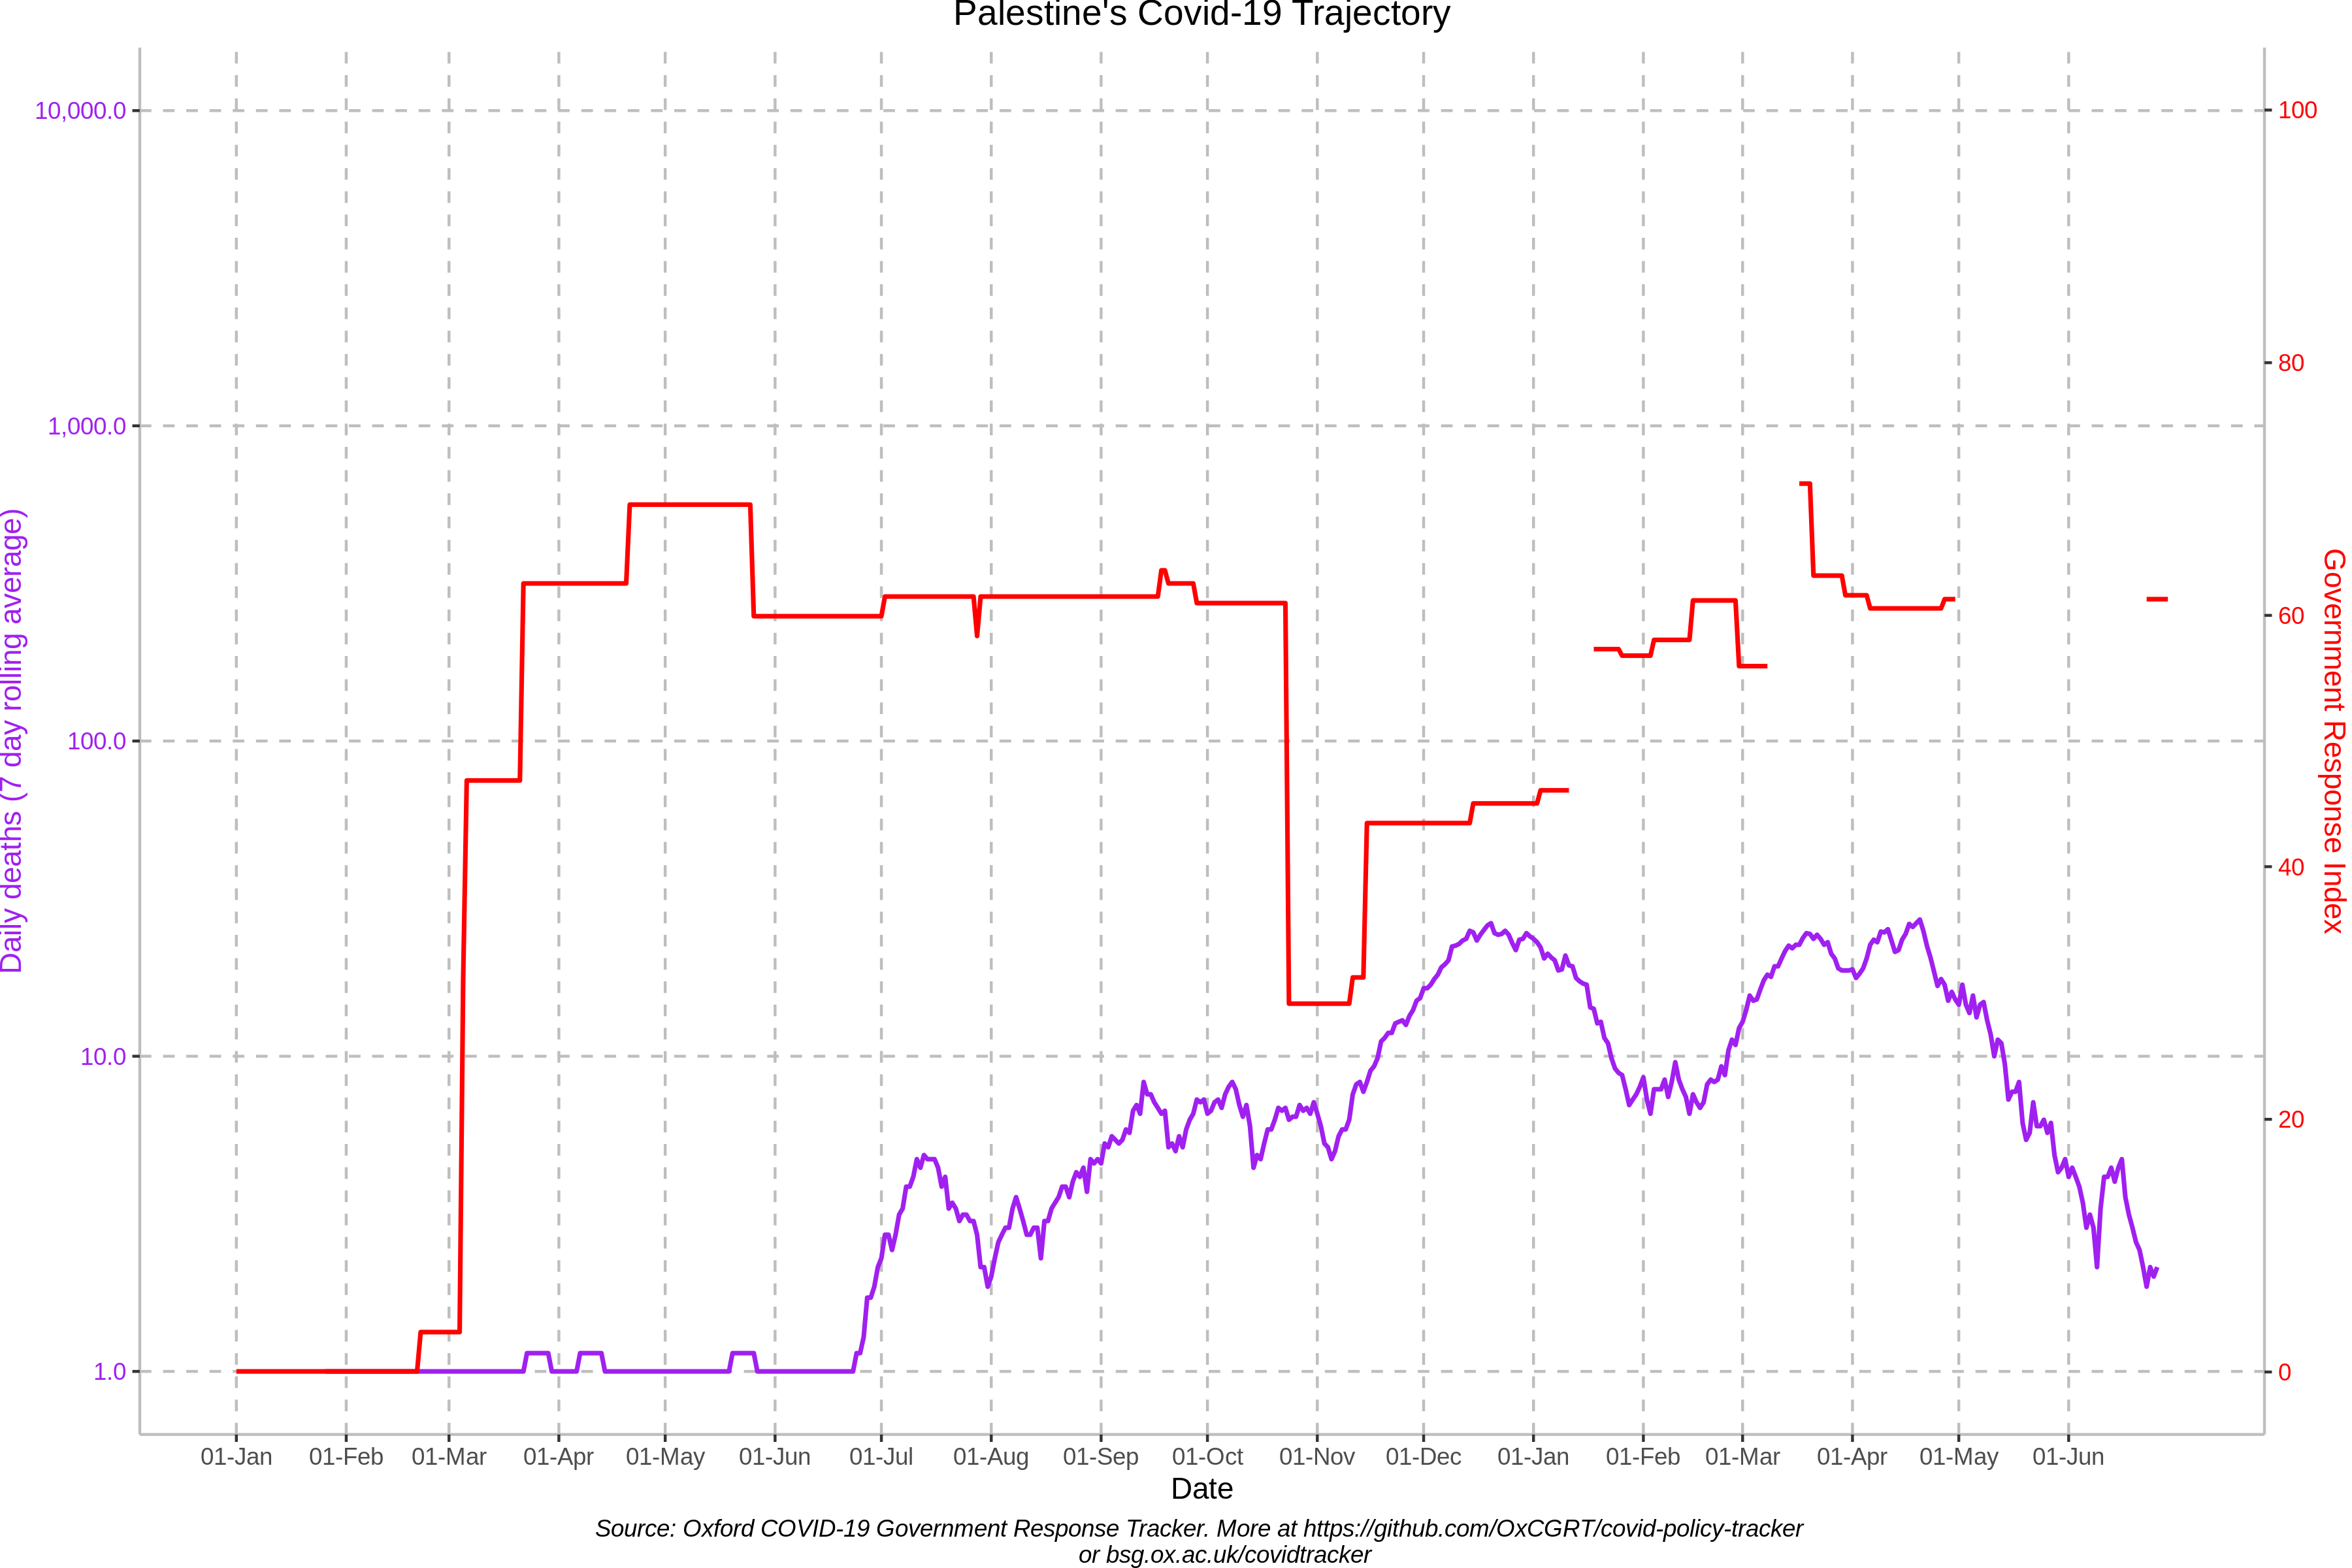 Palestine's Covid-19 Trajectory
10,000.0
1,000.0
100.0
10.0
1.0
Daily deaths (7 day rolling average)
100
80
60
40
20
0
Government Response Index
01-Jan 01-Feb 01-Mar 01-Apr 01-May 01-Jun 01-Jul 01-Aug 01-Sep 01-Oct 01-Nov 01-Dec 01-Jan 01-Feb 01-Mar 01-Apr 01-May 01-Jun
Date
Source: Oxford COVID-19 Government Response Tracker. More at https://github.com/OxCGRT/covid-policy-tracker
or bsg.ox.ac.uk/covidtracker